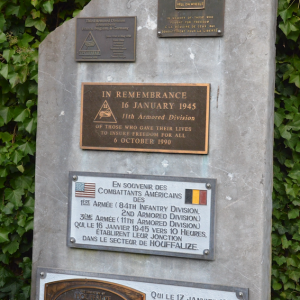 IN REMEMBRANCE
16 JANUARY 1945
11th Armored Division
OF THOSE WHO GAVE THEIR LIVES
TO INSURE FREEDOM FOR ALL
6 OCTOBER 1990
EN SOUVENIR DES
COMBATTANTS AMÉRICAINS
DES
1ÈRE ARMÉE (84TH INFANTRY DIVISION,
2ND ARMORED DIVISION)
3ÈME ARMÉE (11TH ARMORED DIVISION)
QUI, LE 16 JANVIER 1945 VERS 10 HEURES,
ÉTABLIRENT LEUR JONCTION
DANS LE SECTEUR DE HOUFFALIZE.
QUI LE 17